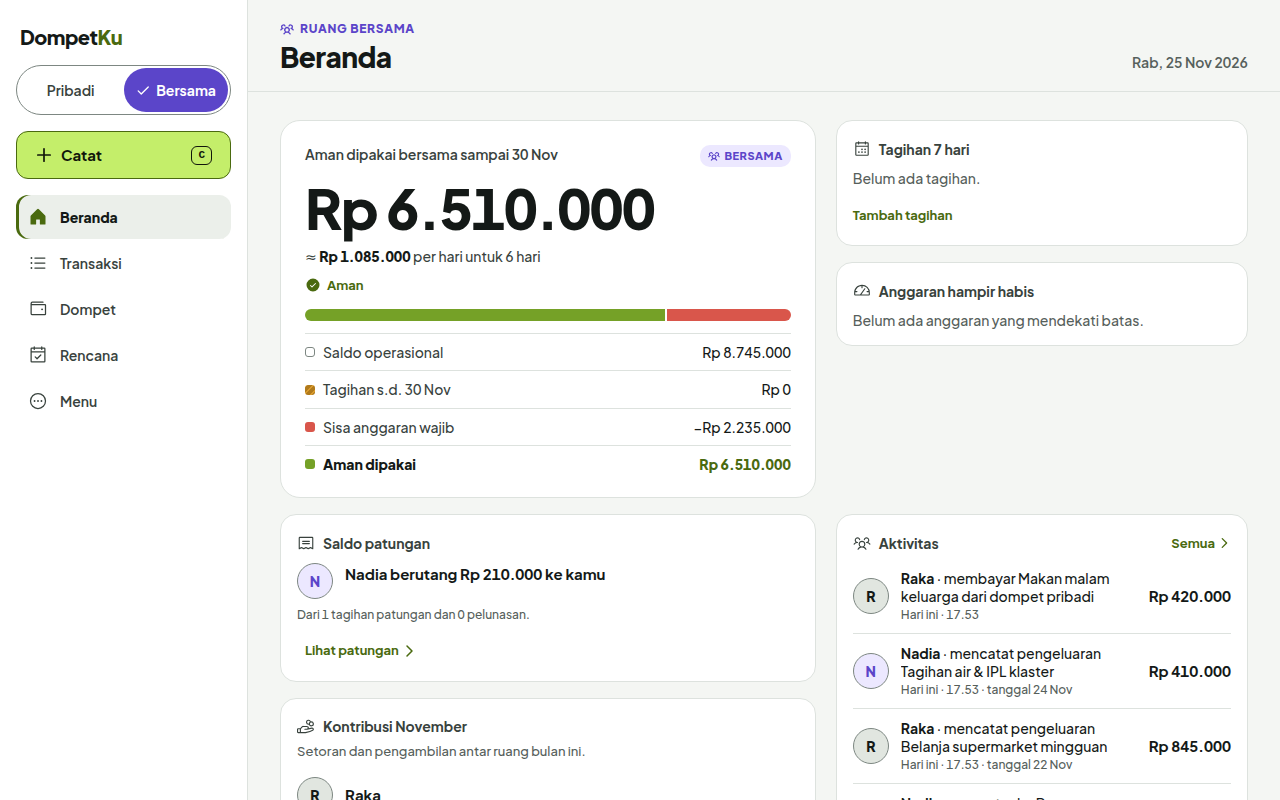 DompetKu
Pribadi
Bersama
Catat
C
Beranda
Transaksi
Dompet
Rencana
Menu
RUANG BERSAMA
Beranda
Rab, 25 Nov 2026
Aman dipakai bersama sampai 30 Nov
BERSAMA
Rp 6.510.000
≈ Rp 1.085.000 per hari untuk 6 hari
Aman
Saldo operasional
Rp 8.745.000
Tagihan s.d. 30 Nov
Rp 0
Sisa anggaran wajib
−Rp 2.235.000
Aman dipakai
Rp 6.510.000
Tagihan 7 hari
Belum ada tagihan.
Tambah tagihan
Anggaran hampir habis
Belum ada anggaran yang mendekati batas.
Saldo patungan
N
Nadia berutang Rp 210.000 ke kamu
Dari 1 tagihan patungan dan 0 pelunasan.
Lihat patungan
Kontribusi November
Setoran dan pengambilan antar ruang bulan ini.
R
Raka
Aktivitas
Semua
R
Raka · membayar Makan malam
keluarga dari dompet pribadi
Hari ini · 17.53
Rp 420.000
N
Nadia · mencatat pengeluaran
Tagihan air & IPL klaster
Hari ini · 17.53 · tanggal 24 Nov
Rp 410.000
R
Raka · mencatat pengeluaran
Belanja supermarket mingguan
Hari ini · 17.53 · tanggal 22 Nov
Rp 845.000